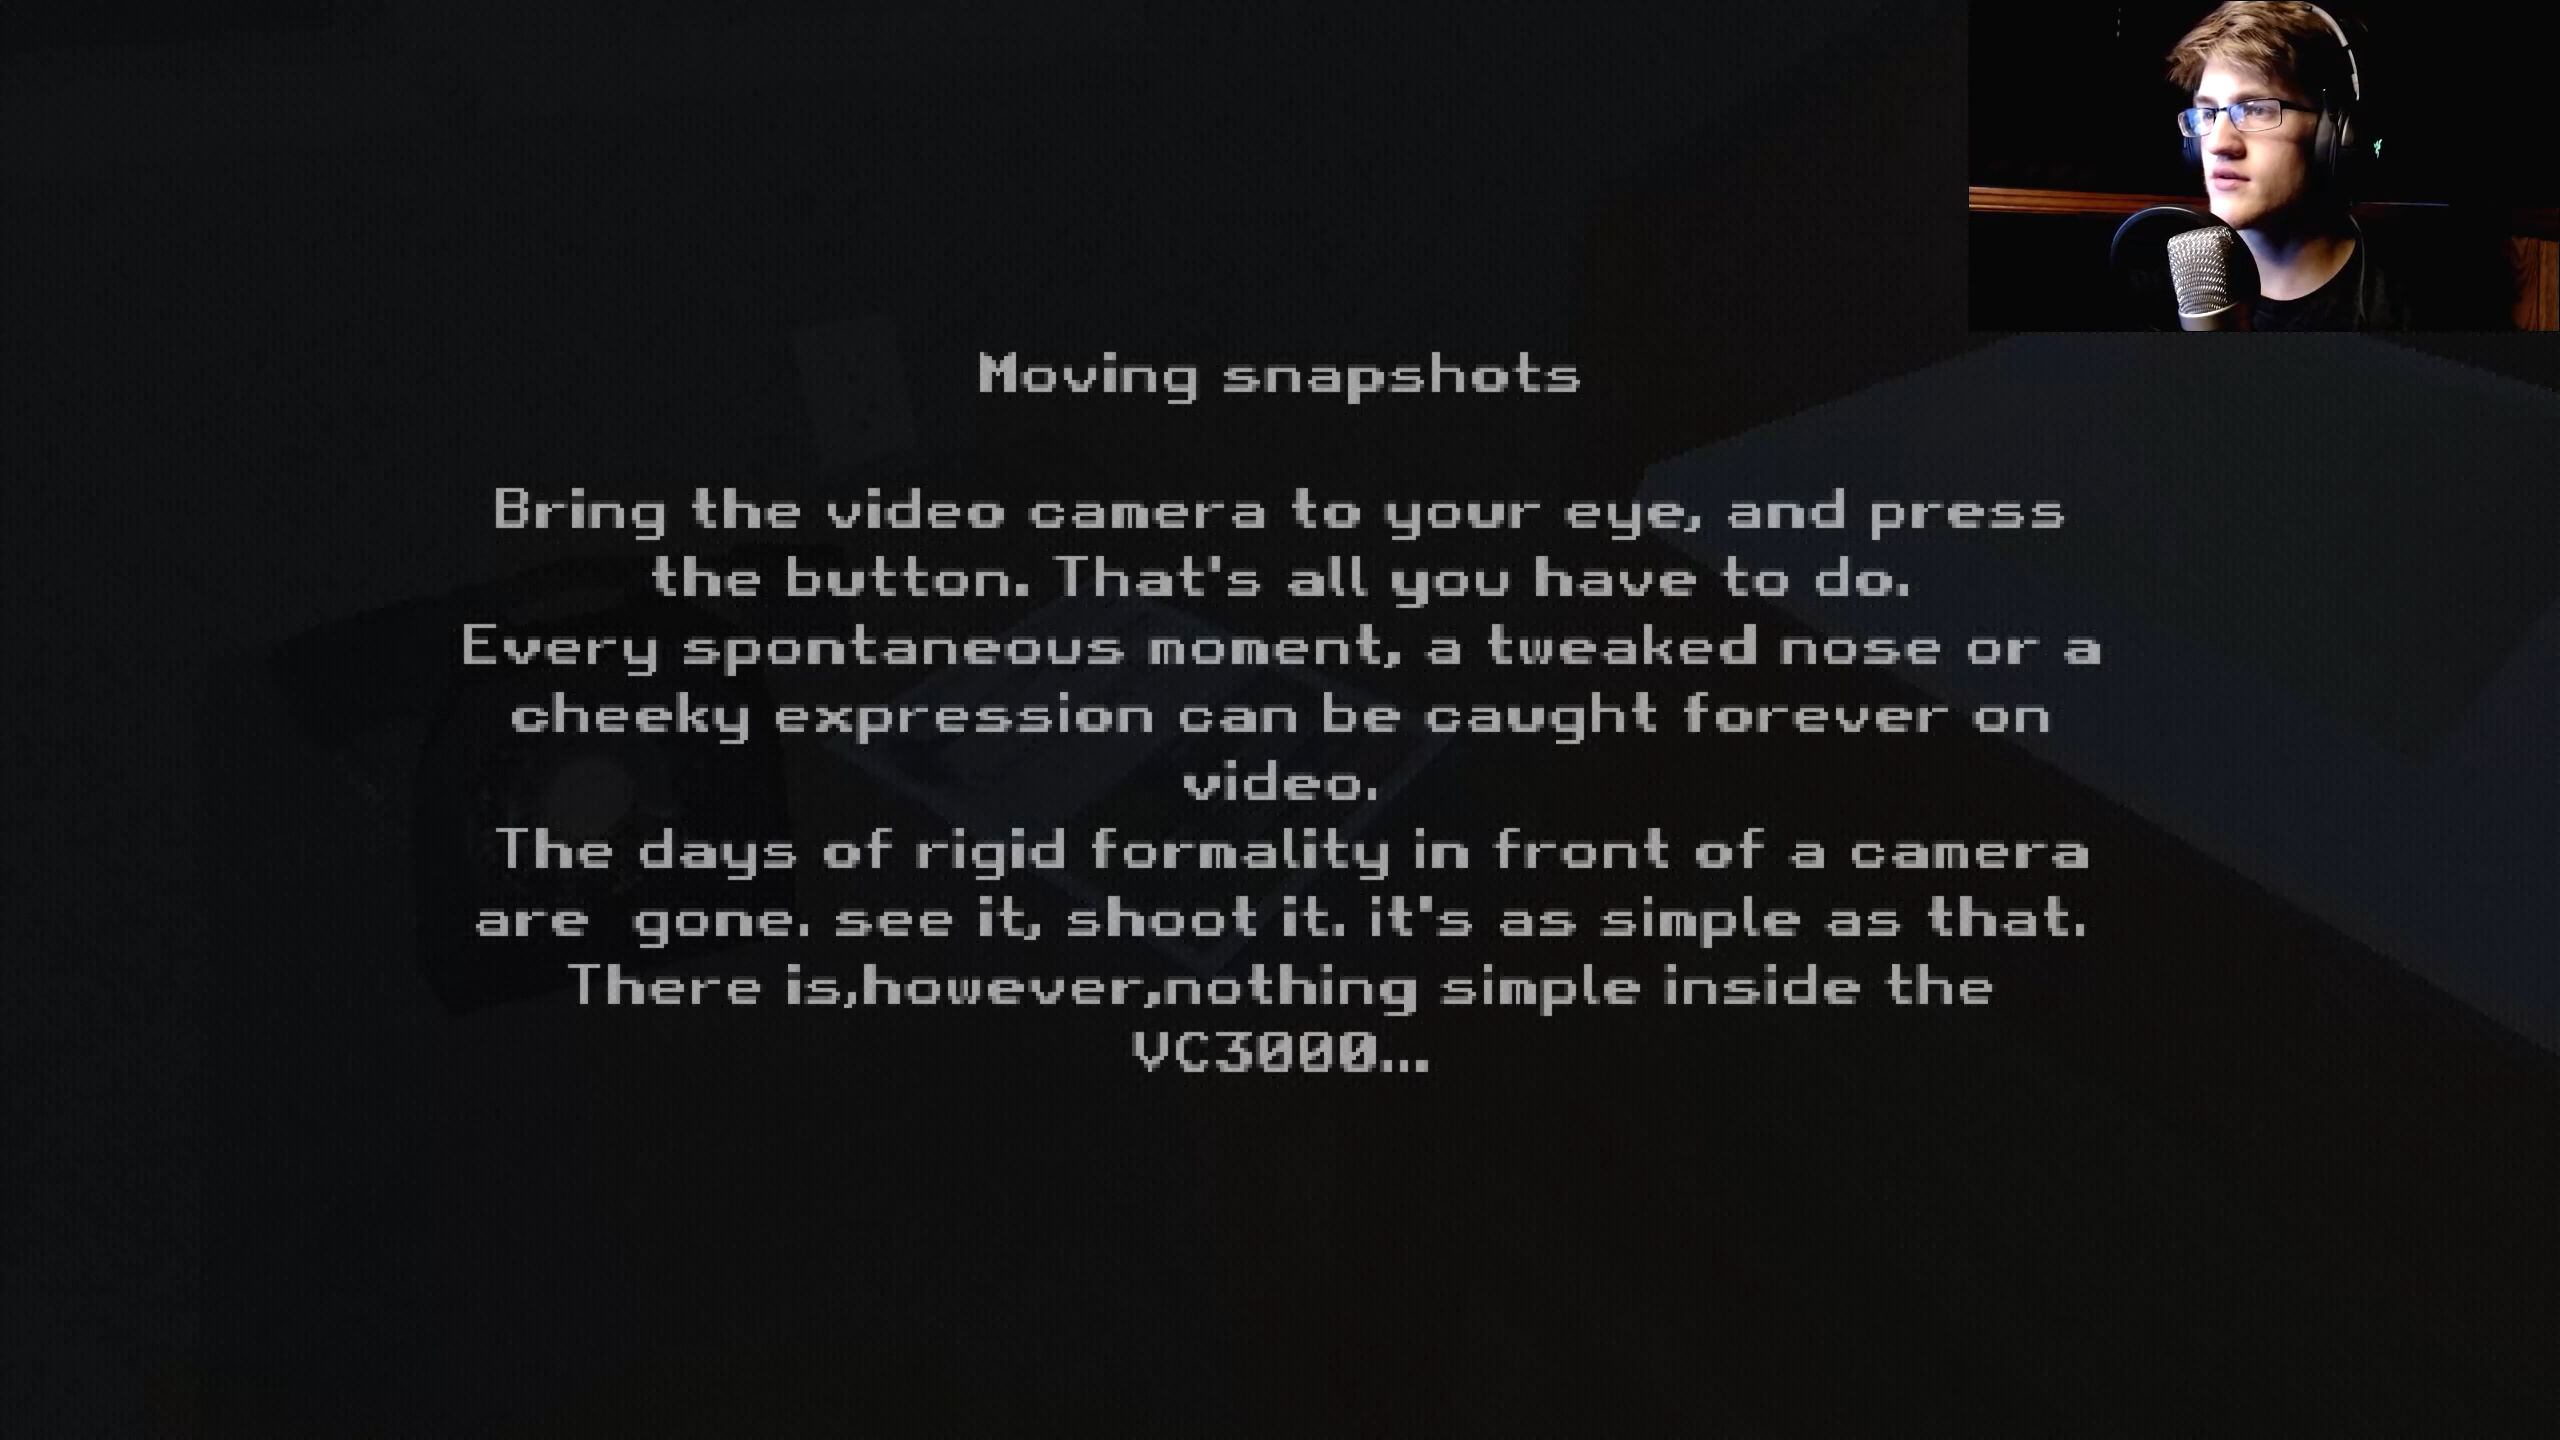 Moving snapshots
Bring the video camera to your eye, and press
the button. That's all you have to do.
Every spontaneous moment, a tweaked nose or a
cheeky expression can be caught forever on
video.
The days of rigid formality in front of a camera
are  gone. see it, shoot it. it's as simple as that.
There is,however,nothing simple inside the
VC3000...